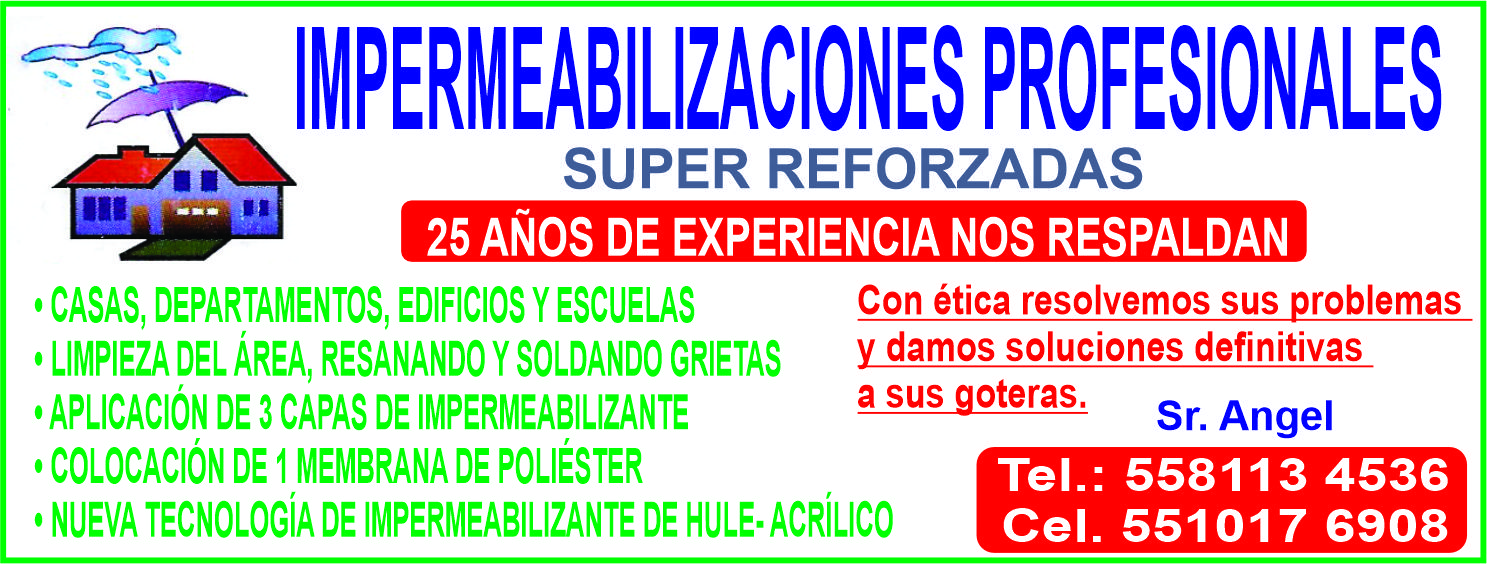 IMPERMEABILIZACIONES PROFESIONALES
SUPER REFORZADAS
25 AÑOS DE EXPERIENCIA NOS RESPALDAN
• CASAS, DEPARTAMENTOS, EDIFICIOS Y ESCUELAS
• LIMPIEZA DEL ÁREA, RESANANDO Y SOLDANDO GRIETAS
• APLICACIÓN DE 3 CAPAS DE IMPERMEABILIZANTE
• COLOCACIÓN DE 1 MEMBRANA DE POLIÉSTER
• NUEVA TECNOLOGÍA DE IMPERMEABILIZANTE DE HULE- ACRÍLICO
Con ética resolvemos sus problemas
y damos soluciones definitivas
a sus goteras.
Sr. Angel
Tel.: 558113 4536
Cel. 551017 6908